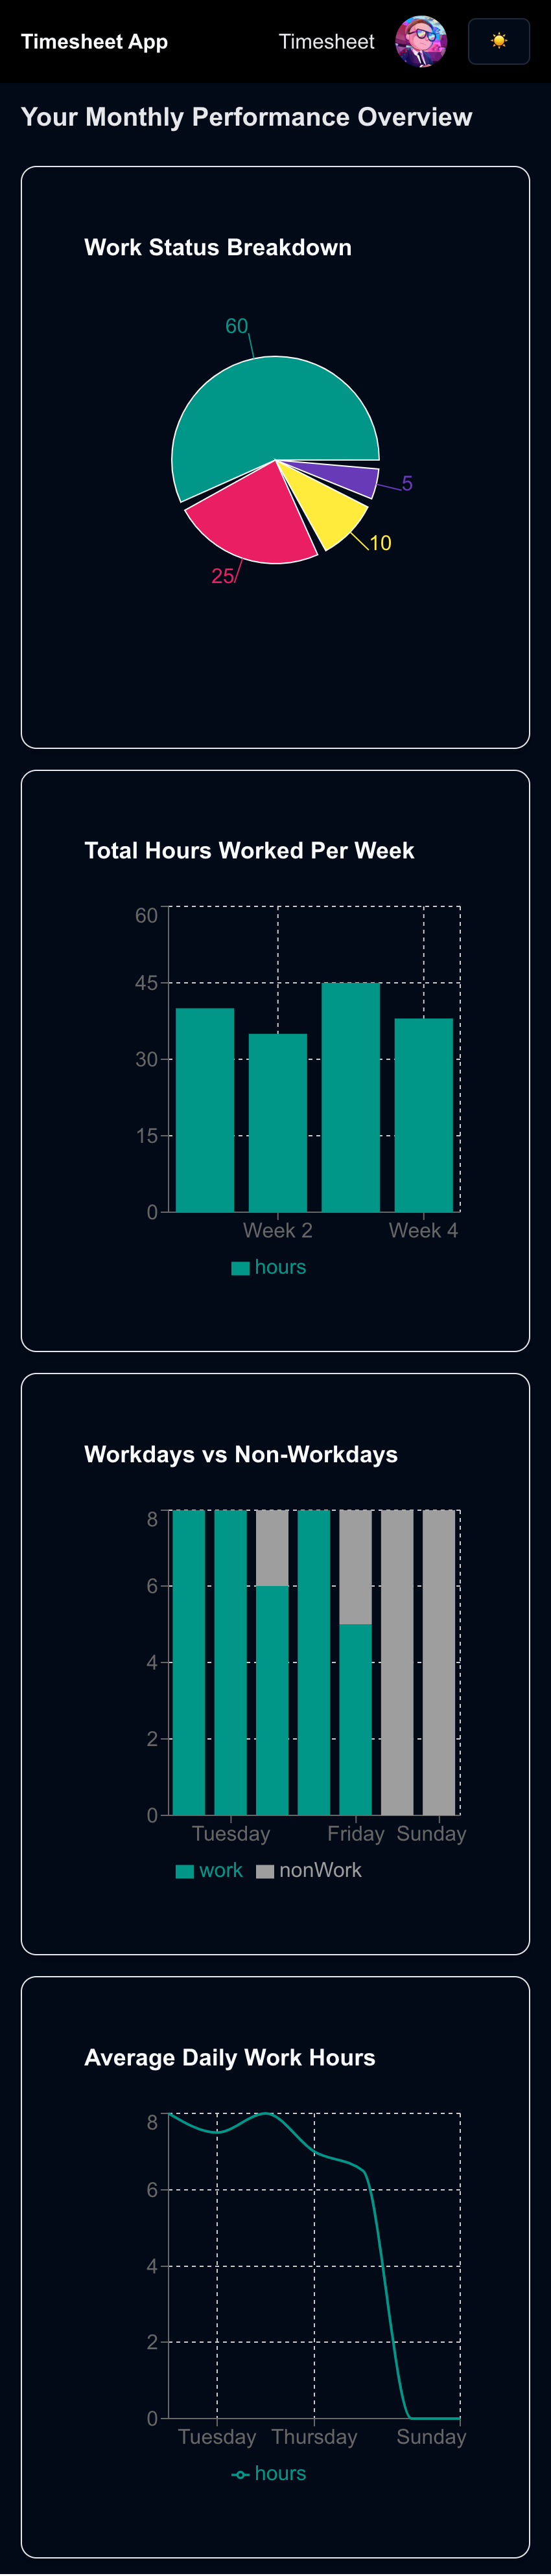 Timesheet App
Timesheet
Your Monthly Performance Overview
Work Status Breakdown
60
5
10
25
Total Hours Worked Per Week
60
45
30
15
0
Week 2 Week 4
hours
Workdays vs Non-Workdays
8
6
4
2
0
Tuesday Friday Sunday
work nonWork
Average Daily Work Hours
8
6
4
2
0
Tuesday Thursday Sunday
hours